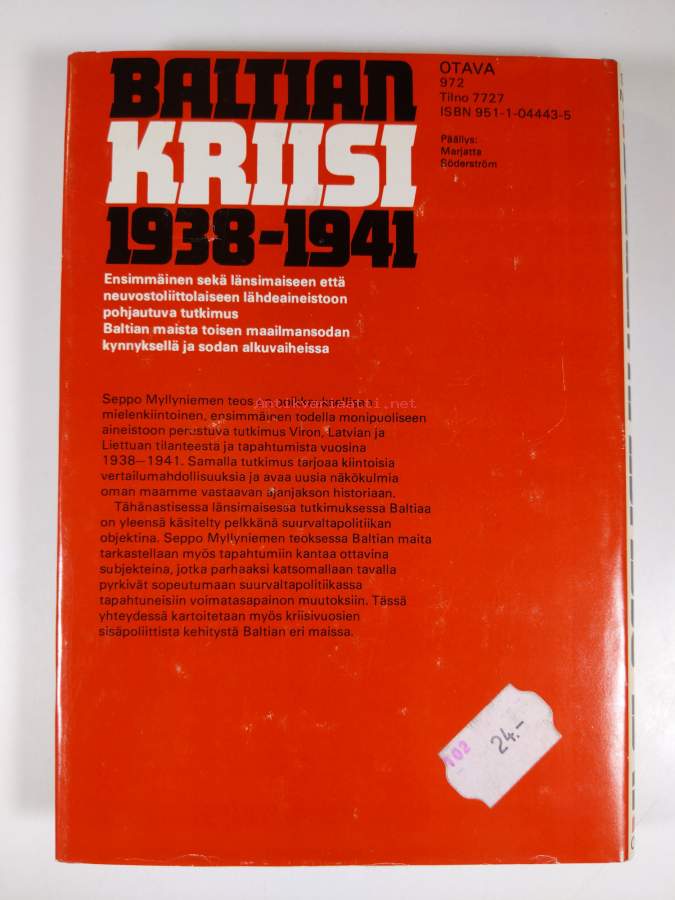 BALTIAN
KRIISI
1938-1941
OTAVA
972
Tilno 7727
ISBN 951-1-04443-5
Päällys:
Marjatta
Söderström
Ensimmäinen sekä länsimaiseen että
neuvostoliittolaiseen lähdeaineistoon
pohjautuva tutkimus
Baltian maista toisen maailmansodan
kynnyksellä ja sodan alkuvaiheissa
Seppo Myllyniemen teos on poikkeuksellisen
Antikvariaatti.net
mielenkiintoinen, ensimmäinen todella monipuoliseen
aineistoon perustuva tutkimus Viron, Latvian ja
Liettuan tilanteestä ja tapahtumista vuosina
1938–1941. Samalla tutkimus tarjoaa kiintoisia
vertailumahdollisuuksia ja avaa uusia näkökulmia
oman maamme vastaavan ajanjakson historiaan.
Tähänastisessa länsimaisessa tutkimuksessa Baltiaa
on yleensä käsitelty pelkkänä suurvaltapolitiikan
objektina. Seppo Myllyniemen teoksessa Baltian maita
tarkastellaan myös tapahtumiin kantaa ottavina
subjekteina, jotka parhaaksi katsomallaan tavalla
pyrkivät sopeutumaan suurvaltapolitiikassa
tapahtuneisiin voimatasapainon muutoksiin. Tässä
yhteydessä kartoitetaan myös kriisivuosien
sisäpoliittista kehitystä Baltian eri maissa.
102
24.-